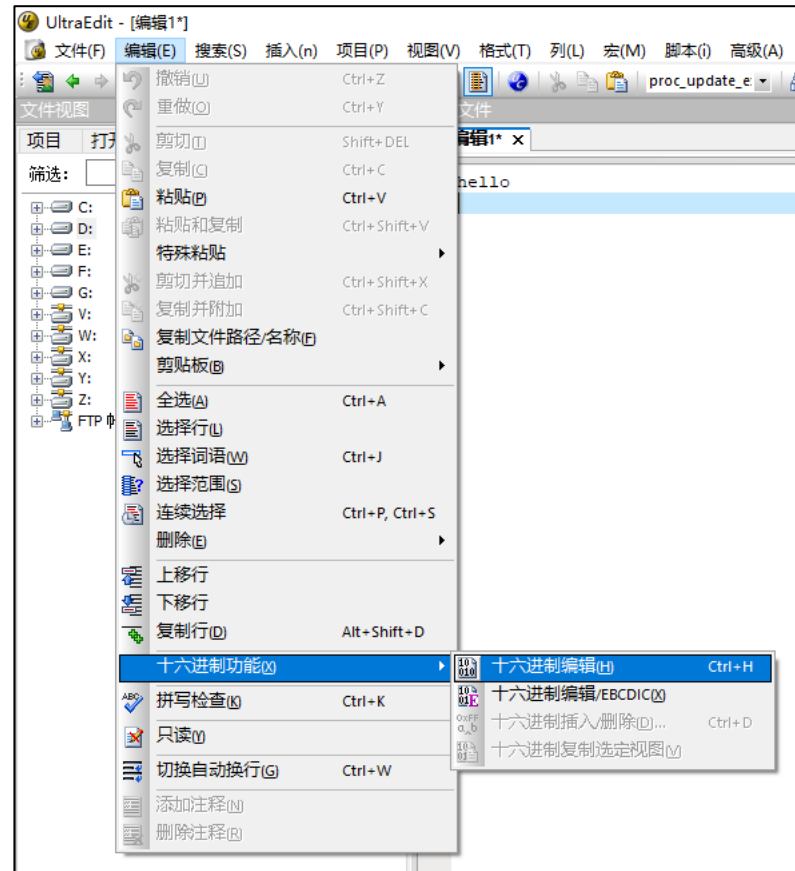 UltraEdit - [编辑1*]
文件(F) 编辑(E) 搜素(S) 插入(n) 项目(P) 视图(V) 格式(T) 列(L) 宏(M) 脚本(i) 高级(A)
proc_update_e
文件视图
文件
项目 打
编辑1* x
筛选:
hello
C:
D:
E:
F:
G:
V:
W:
X:
Y:
Z:
FTP
撤销(U) Ctrl+Z
重做(O) Ctrl+Y
剪切(T) Shift+DEL
复制(C) Ctrl+C
粘贴(P) Ctrl+V
粘贴和复制 Ctrl+Shift+V
特殊粘贴
剪切并追加 Ctrl+Shift+X
复制并附加 Ctrl+Shift+C
复制文件路径/名称(F)
剪贴板(B)
全选(A) Ctrl+A
选择行(L)
选择词语(W) Ctrl+J
选择范围(S)
连续选择 Ctrl+P, Ctrl+S
删除(E)
上移行
下移行
复制行(D) Alt+Shift+D
十六进制功能(X)
拼写检查(K) Ctrl+K
只读(Y)
切换自动换行(G) Ctrl+W
添加注释(N)
删除注释(R)
十六进制编辑(H) Ctrl+H
十六进制编辑/EBCDIC(X)
十六进制插入/删除(D)... Ctrl+D
十六进制复制选定视图(V)